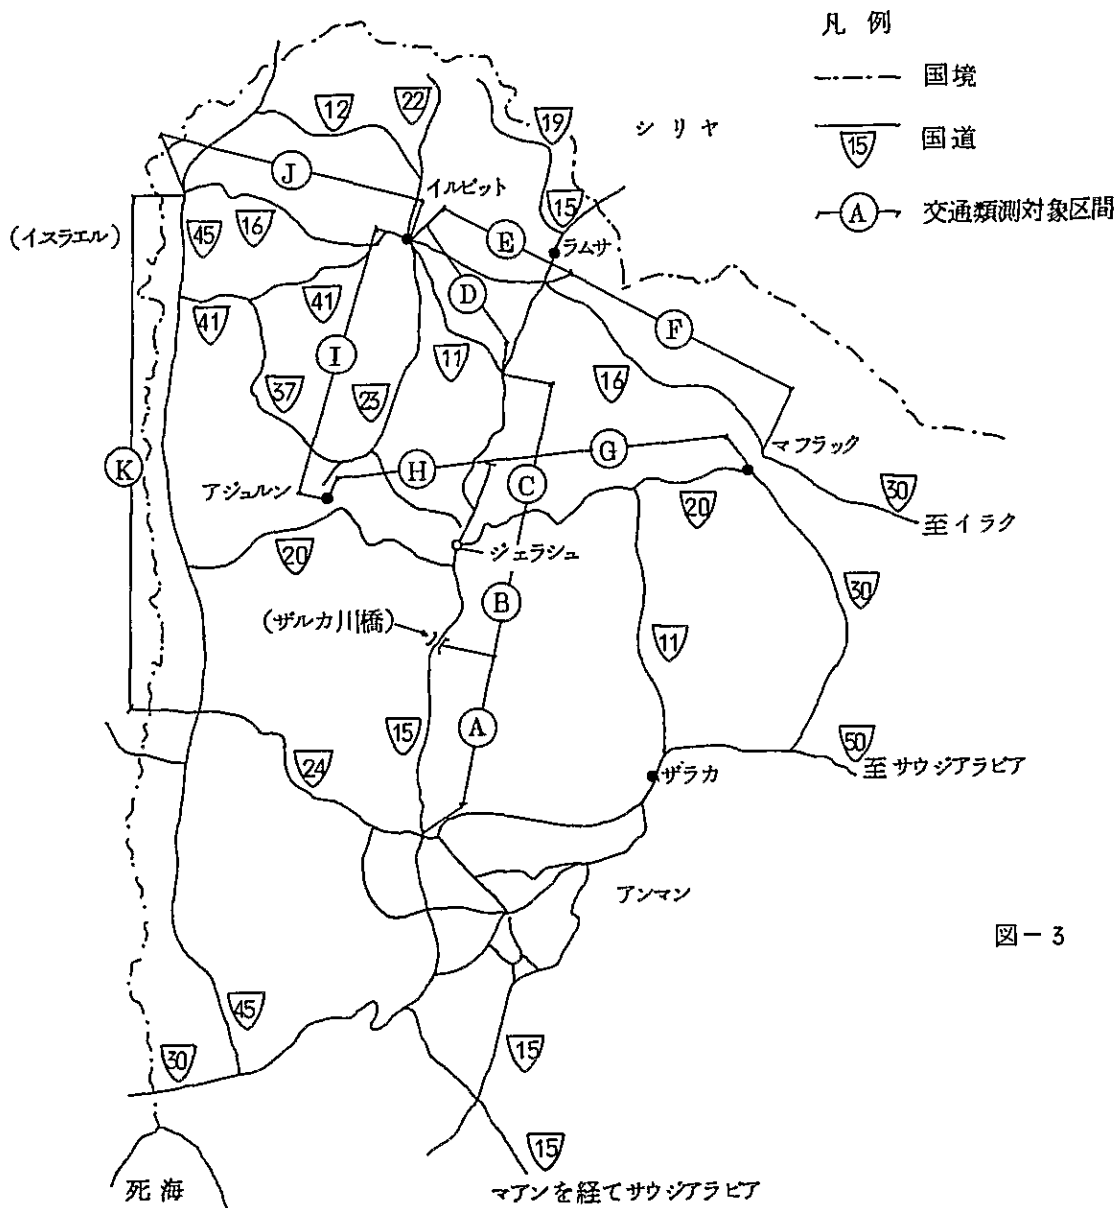 凡例
国境
15
国道
A
交通類測対象区間
12
22
19
シリヤ
J
イルビット
15
(イスラエル)
45
16
E
ラムサ
D
41
41
F
I
11
37
23
16
マフラック
G
K
H
C
アジュルン
20
30
至イラク
20
ジェラシュ
B
30
(ザルカ川橋)
11
A
15
24
50
至サウジアラビア
ザラカ
アンマン
図-3
45
30
15
15
死海
マアンを経てサウジアラビア